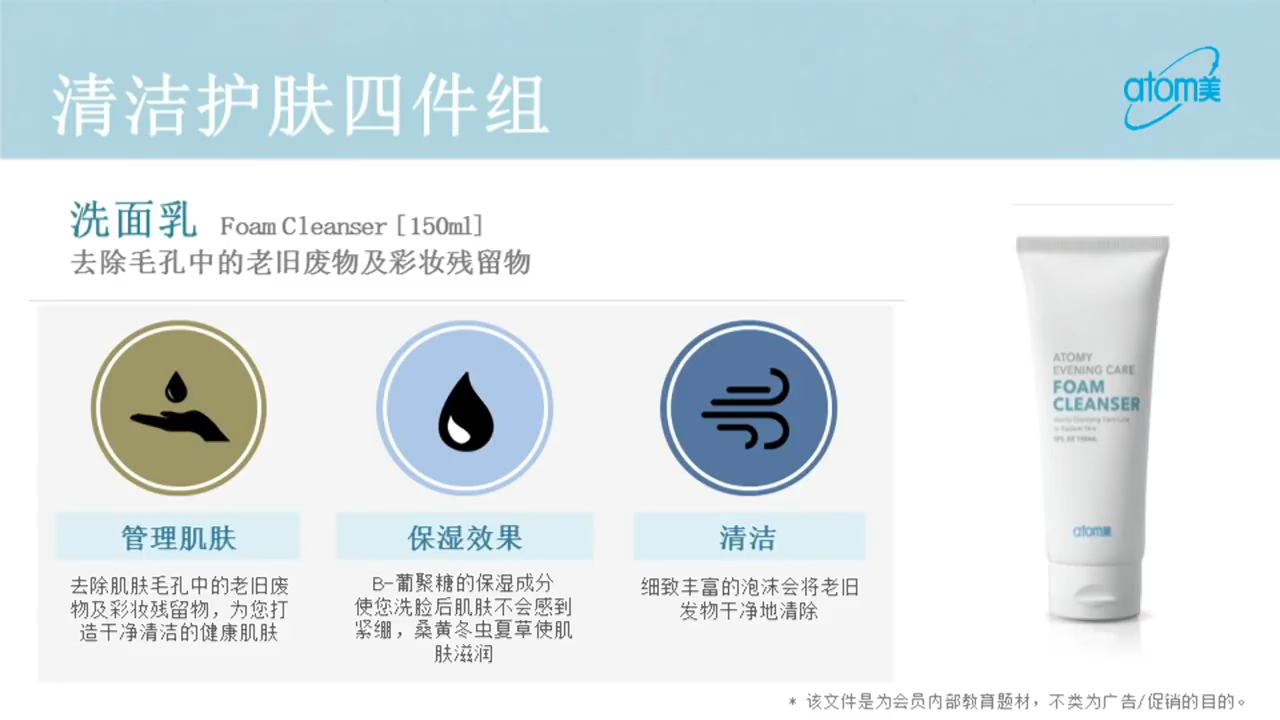 清洁护肤四件组
atom美
洗面乳 Foam Cleanser [150ml]
去除毛孔中的老旧废物及彩妆残留物
ATOMY
EVENING CARE
FOAM
CLEANSER
atom美
管理肌肤
去除肌肤毛孔中的老旧废
物及彩妆残留物，为您打
造干净清洁的健康肌肤
保湿效果
B-葡聚糖的保湿成分
使您洗脸后肌肤不会感到
紧绷，桑黄冬虫夏草使肌
肤滋润
清洁
细致丰富的泡沫会将老旧
发物干净地清除
* 该文件是为会员内部教育题材，不类为广告/促销的目的。